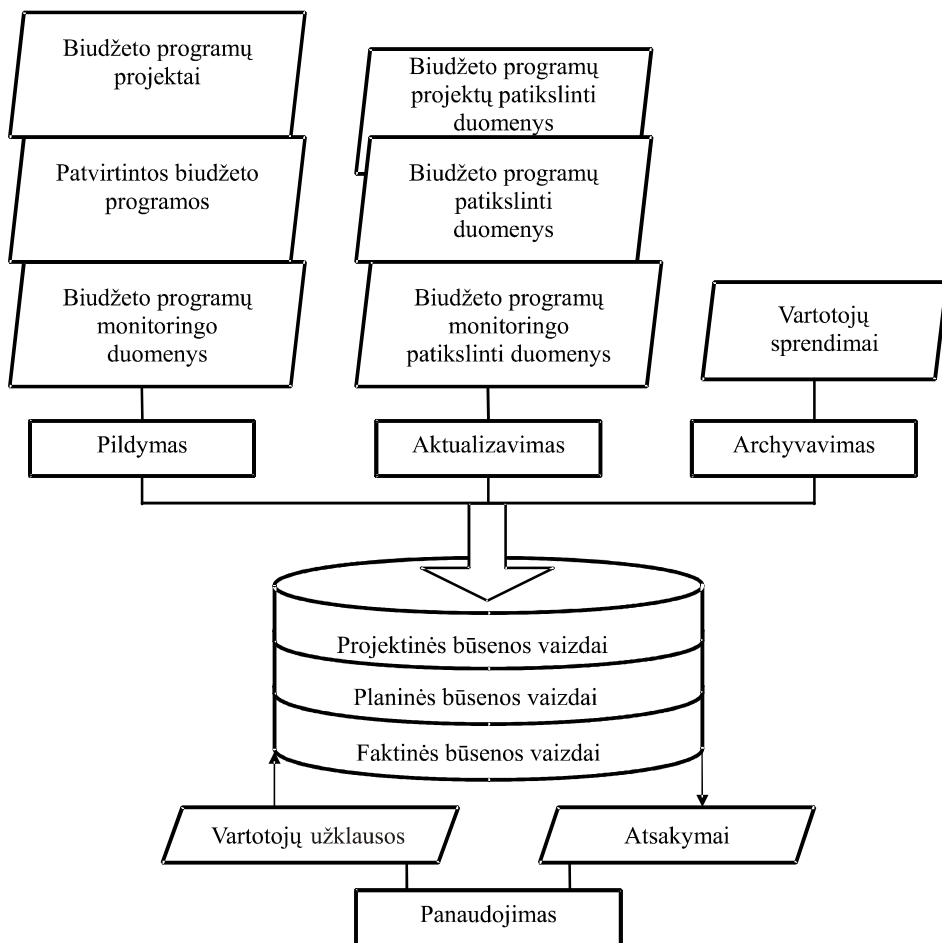 Biudžeto programų
projektai
Patvirtintos biudžeto
programos
Biudžeto programų
monitoringo
duomenys
Pildymas
Biudžeto programų
projektų patikslinti
duomenys
Biudžeto programų
patikslinti
duomenys
Biudžeto programų
monitoringo
patikslinti duomenys
Aktualizavimas
Vartotojų
sprendimai
Archyvavimas
Projektinės būsenos vaizdai
Planinės būsenos vaizdai
Faktinės būsenos vaizdai
Vartotojų užklausos
Atsakymai
Panaudojimas